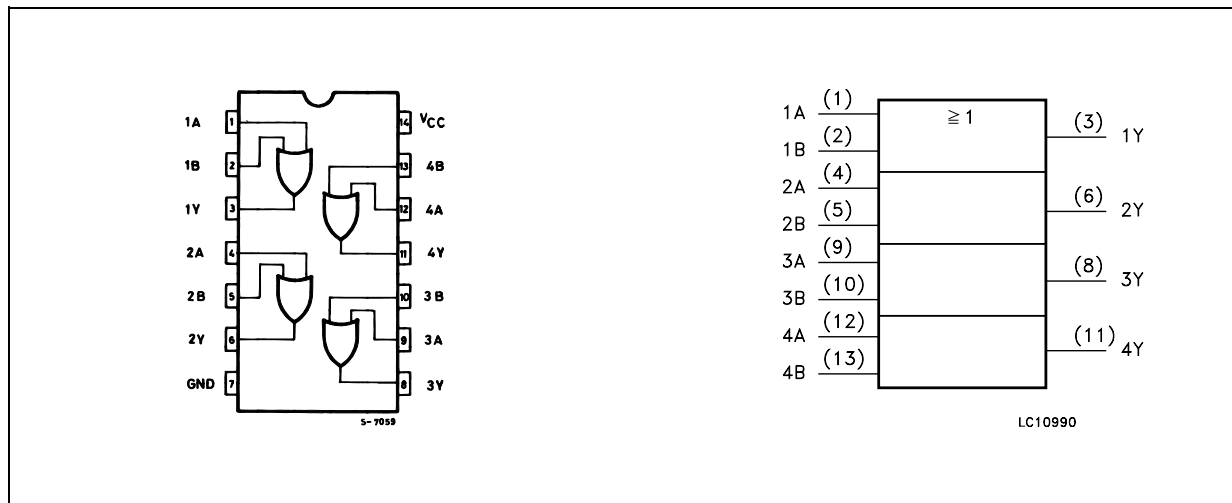 1A 1 14 VCC
1B 2 13 4B
1Y 3 12 4A
2A 4 11 4Y
2B 5 10 3B
2Y 6 9 3A
GND 7 8 3Y
S-7059
≧1
1A (1)
1B (2)
2A (4)
2B (5)
3A (9)
3B (10)
4A (12)
4B (13)
(3) 1Y
(6) 2Y
(8) 3Y
(11) 4Y
LC10990